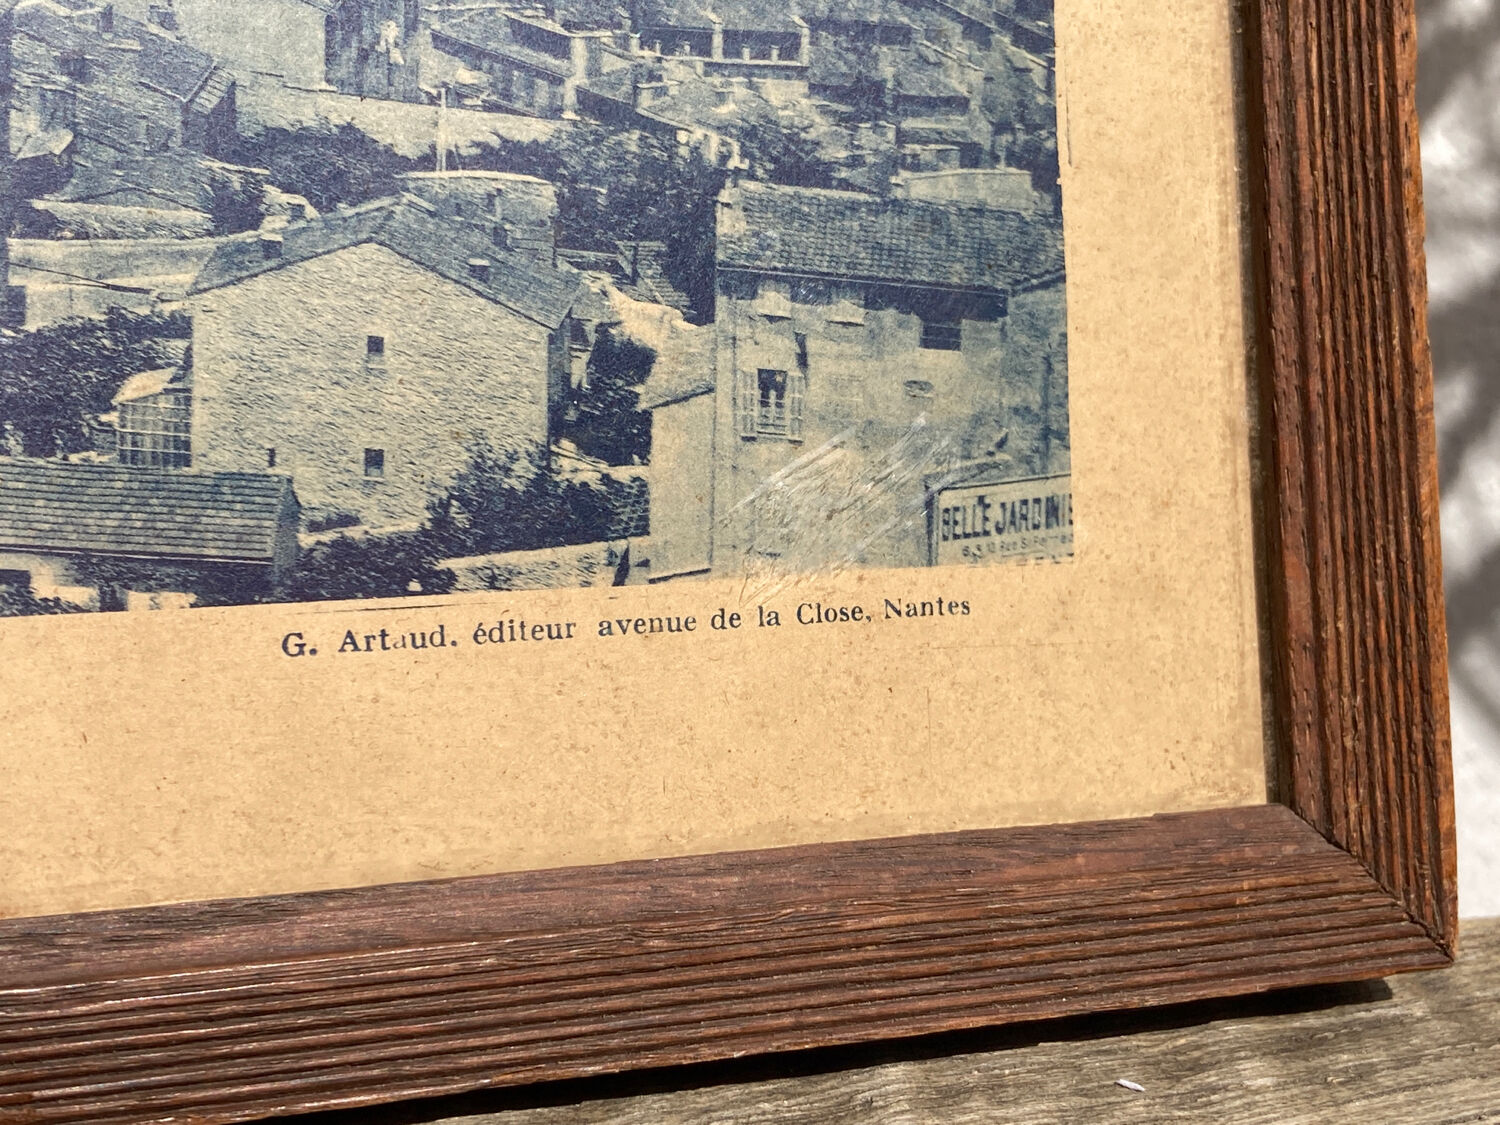 BELLE JARDINIE
G. Artaud. éditeur avenue de la Close, Nantes